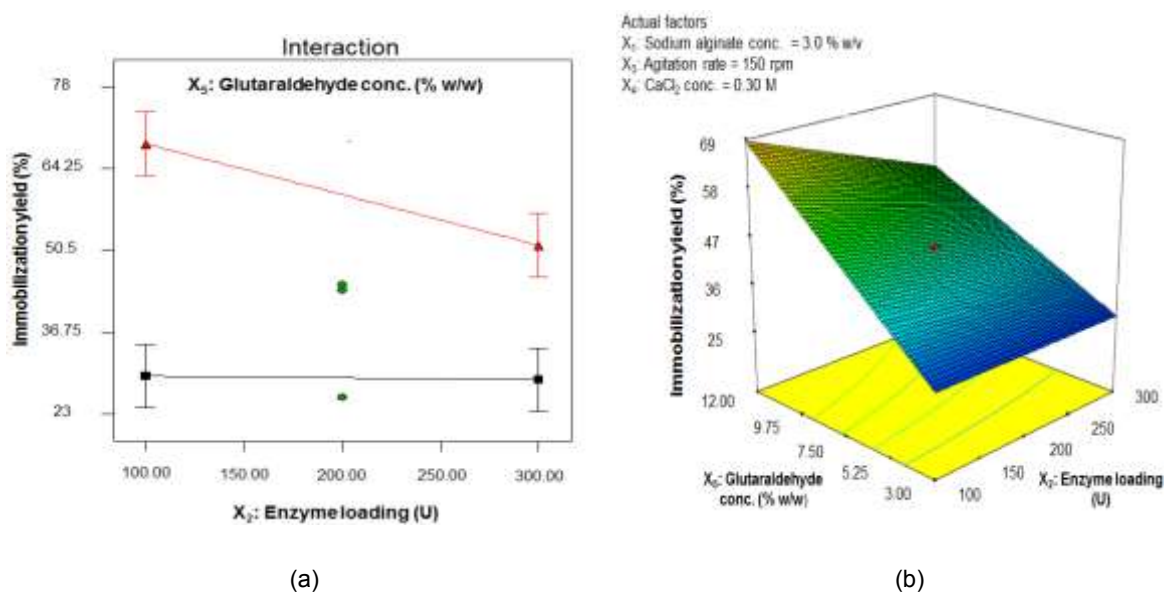 Interaction
X5: Glutaraldehyde conc. (% w/w)
Immobilization yield (%)
78
64.25
50.5
36.75
23
100.00 150.00 200.00 250.00 300.00
X2: Enzyme loading (U)
(a)
Actual factors
X1: Sodium alginate conc. = 3.0 % w/v
X3: Agitation rate = 150 rpm
X4: CaCl2 conc. = 0.30 M
Immobilization yield (%)
69
58
47
36
25
12.00
9.75
7.50
5.25
3.00
X5: Glutaraldehyde
conc. (% w/w)
300
250
200
150
100
X2: Enzyme loading
(U)
(b)